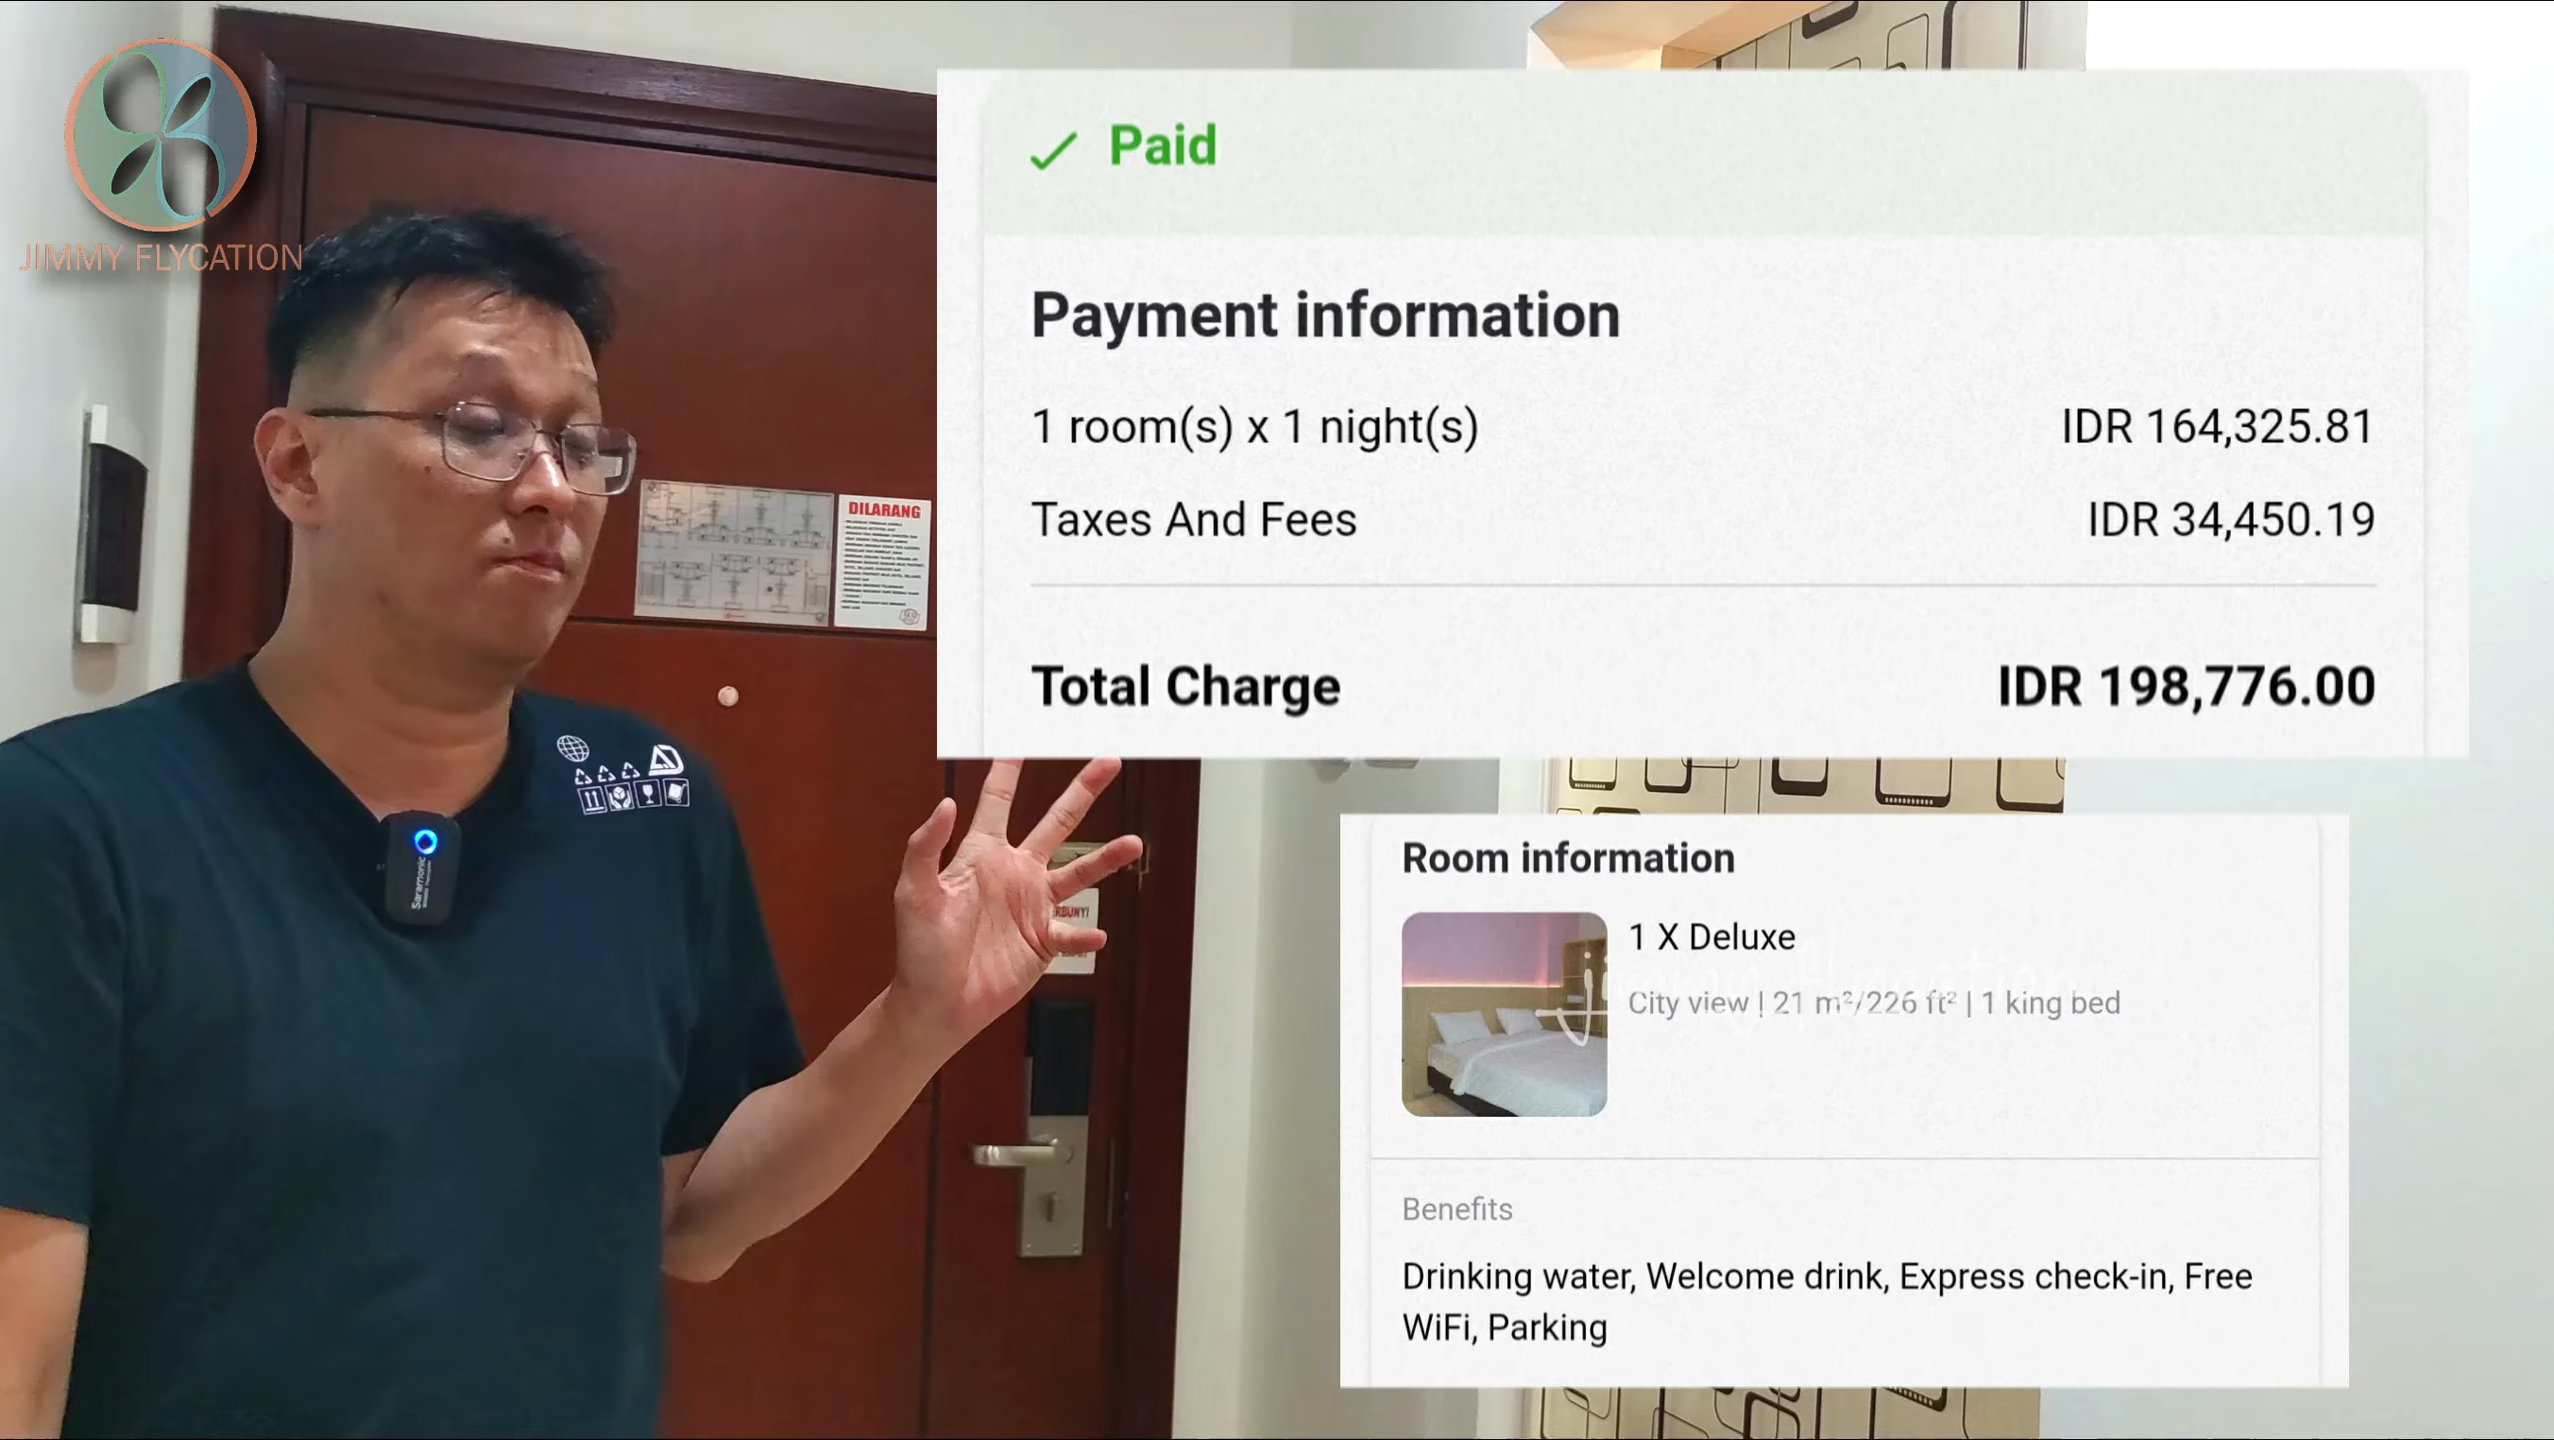 JIMMY FLYCATION
Paid
Payment information
1 room(s) x 1 night(s) IDR 164,325.81
Taxes And Fees IDR 34,450.19
Total Charge IDR 198,776.00
DILARANG
Saramonic
RBUNYI
Room information
1 X Deluxe
City view | 21 m²/226 ft² | 1 king bed
Benefits
Drinking water, Welcome drink, Express check-in, Free
WiFi, Parking